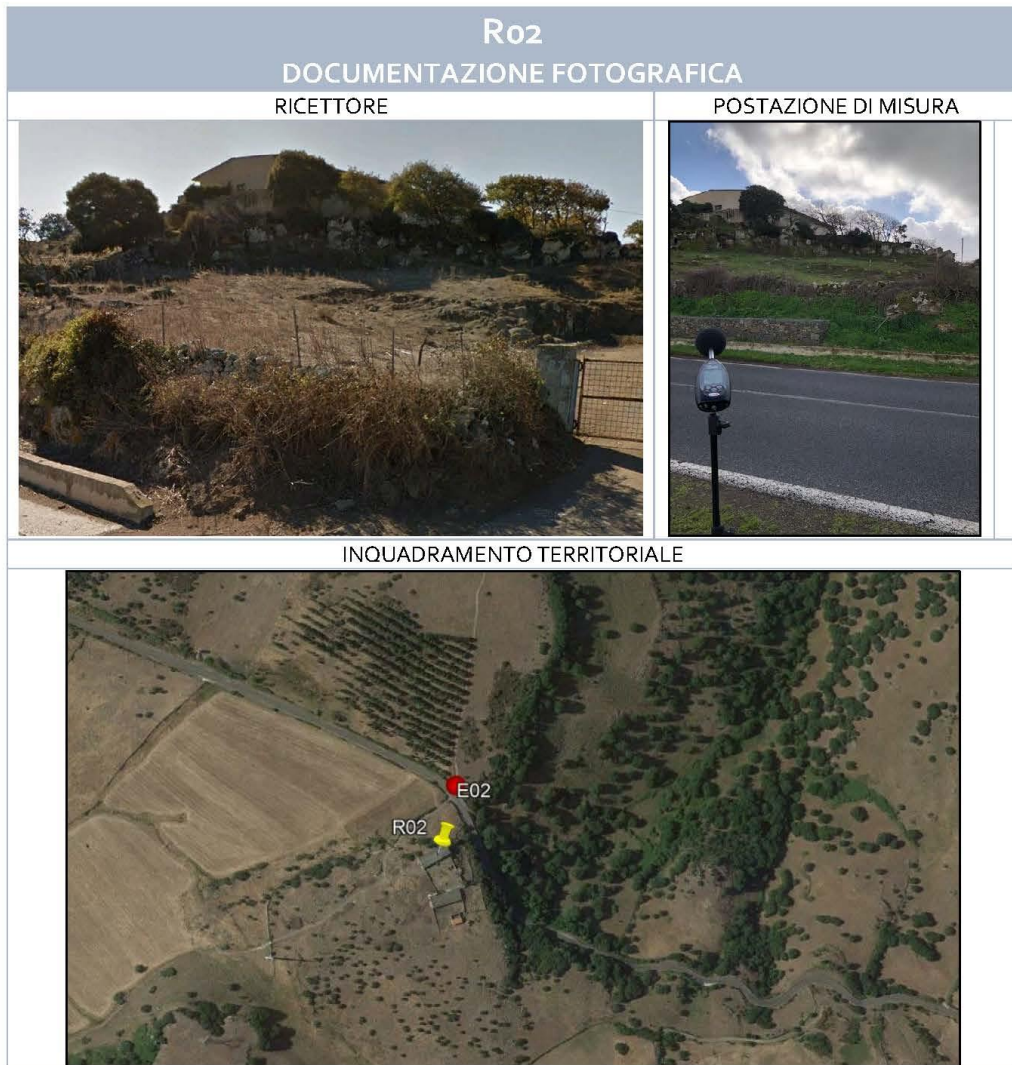 R02
DOCUMENTAZIONE FOTOGRAFICA
RICETTORE
POSTAZIONE DI MISURA
INQUADRAMENTO TERRITORIALE
E02
R02